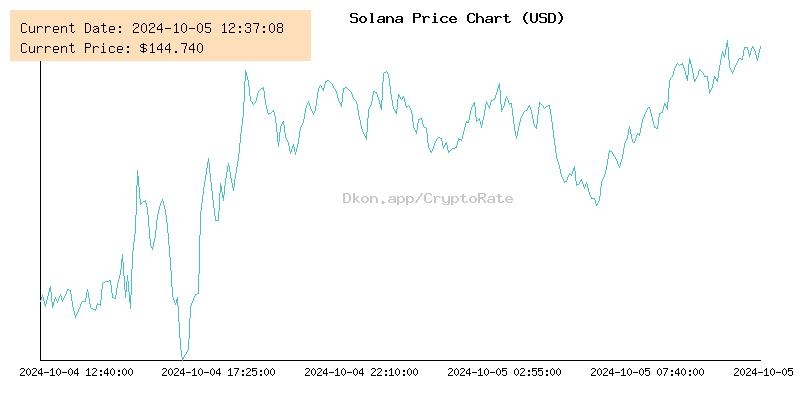 Solana Price Chart (USD)
Current Date: 2024-10-05 12:37:08
Current Price: $144.740
Dkon.app/CryptoRate
2024-10-04 12:40:00 2024-10-04 17:25:00 2024-10-04 22:10:00 2024-10-05 02:55:00 2024-10-05 07:40:00 2024-10-05